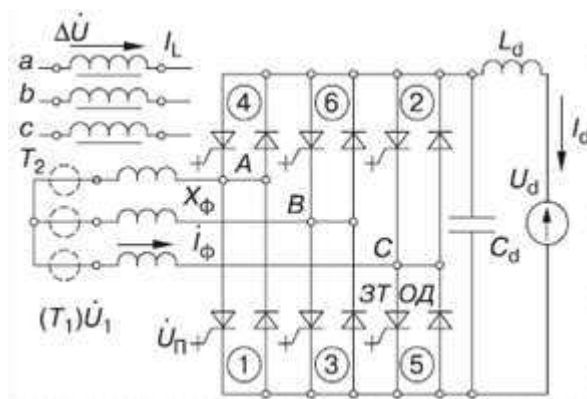 ΔU̇ I_L L_d
a
b
c
④ ⑥ ②
I_d
T₂ A
X_ф B U_d
i̇_ф C C_d
(T₁)U̇₁ U̇_П ЗТ ОД
① ③ ⑤